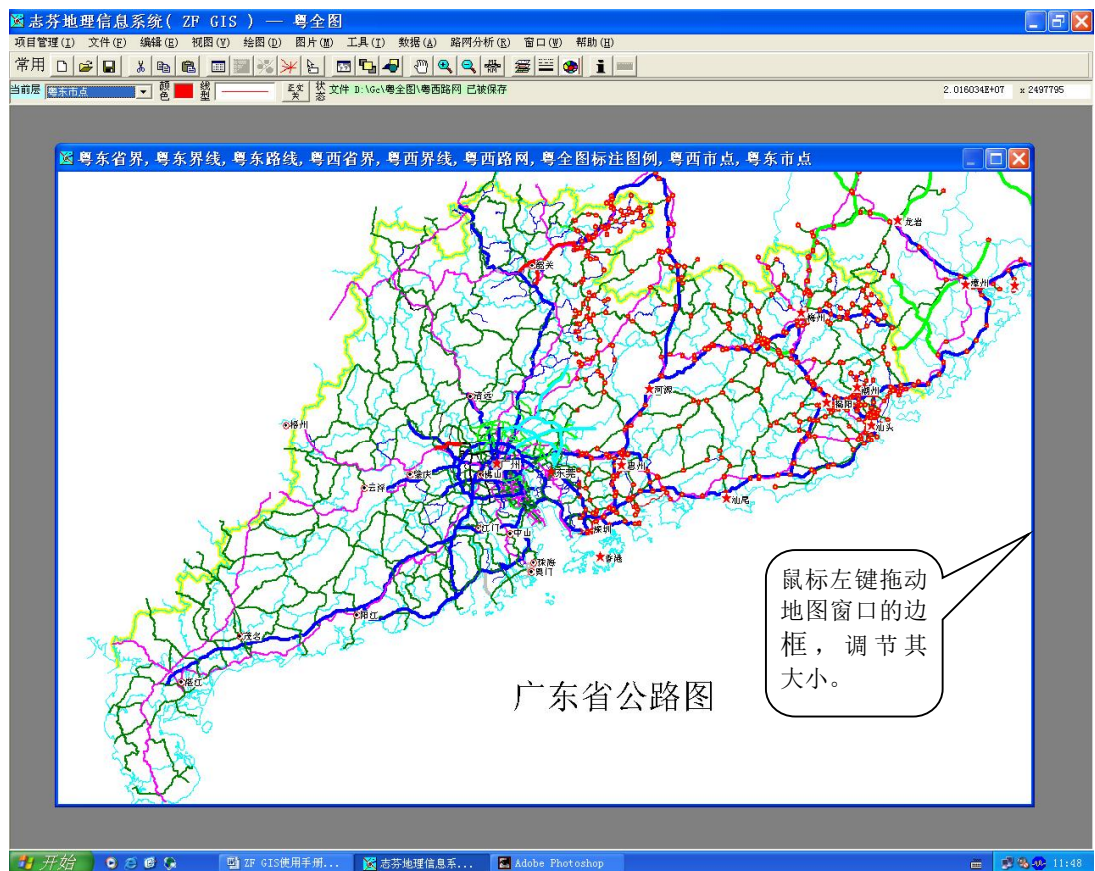 志芬地理信息系统( ZF GIS ) — 粤全图
项目管理(I) 文件(F) 编辑(E) 视图(V) 绘图(D) 图片(M) 工具(T) 数据(A) 路网分析(R) 窗口(W) 帮助(H)
常用
当前层 粤东市点 颜色 线型 状态 文件 D:\Gc\粤全图\粤西路网 已被保存 2.016034E+07 x 2497795
粤东省界, 粤东界线, 粤东路线, 粤西省界, 粤西界线, 粤西路网, 粤全图标注图例, 粤西市点, 粤东市点
龙岩
韶关
漳州
梅州
河源
潮州
清远
揭阳
梧州
汕头
广州
惠州
东莞
肇庆
佛山
云浮
汕尾
江门
中山
深圳
香港
珠海
澳门
阳江
茂名
湛江
鼠标左键拖动
地图窗口的边
框，调节其
大小。
广东省公路图
开始 ZF GIS使用手册... 志芬地理信息系... Adobe Photoshop 11:48